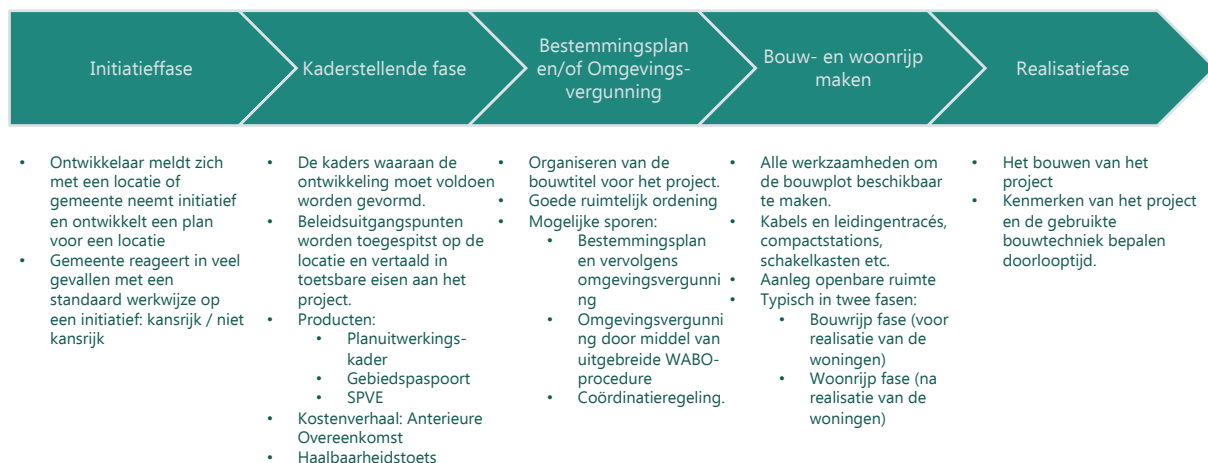 Initiatieffase
Kaderstellende fase
Bestemmingsplan
en/of Omgevings-
vergunning
Bouw- en woonrijp
maken
Realisatiefase
• Ontwikkelaar meldt zich
met een locatie of
gemeente neemt initiatief
en ontwikkelt een plan
voor een locatie
• Gemeente reageert in veel
gevallen met een
standaard werkwijze op
een initiatief: kansrijk / niet
kansrijk
• De kaders waaraan de
ontwikkeling moet voldoen
worden gevormd.
• Beleidsuitgangpunten
worden toegespitst op de
locatie en vertaald in
toetsbare eisen aan het
project.
• Producten:
• Planuitwerkings-
kader
• Gebiedspaspoort
• SPVE
• Kostenverhaal: Anterieure
Overeenkomst
• Haalbaarheidstoets
• Organiseren van de
bouwtitel voor het project.
• Goede ruimtelijk ordening
• Mogelijke sporen:
• Bestemmingsplan
en vervolgens
omgevingsvergunni
ng
• Omgevingsvergunni
ng door middel van
uitgebreide WABO-
procedure
• Coördinatieregeling.
• Alle werkzaamheden om
de bouwplot beschikbaar
te maken.
• Kabels en leidingentracés,
compactstations,
schakelkasten etc.
• Aanleg openbare ruimte
• Typisch in twee fasen:
• Bouwrijp fase (voor
realisatie van de
woningen)
• Woonrijp fase (na
realisatie van de
woningen)
• Het bouwen van het
project
• Kenmerken van het project
en de gebruikte
bouwtechniek bepalen
doorlooptijd.